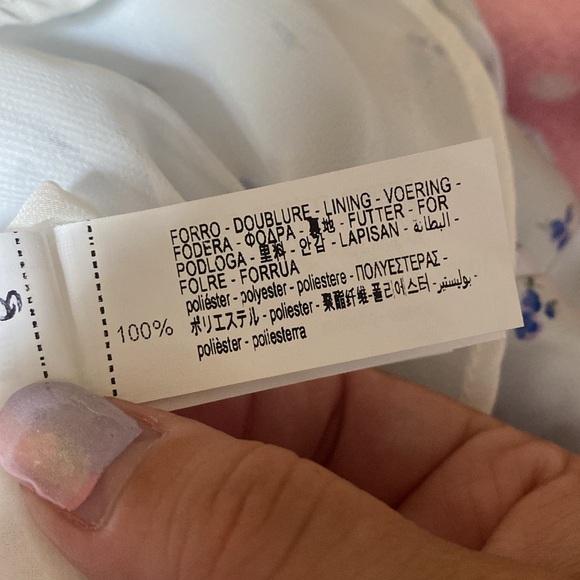 FORRO - DOUBLURE - LINING - VOERING -
FODERA - ΦΟΔΡΑ - 裏地 - FUTTER - FOR
PODLOGA - 里料 - 안감 - LAPISAN - البطانة -
FOLRE - FORRUA
100%
poliéster - polyester - poliestere - ΠΟΛΥΕΣΤΕΡΑΣ -
ポリエステル - poliester - 聚酯纤维 - 폴리에스터 - بوليستير -
polièster - poliesterra